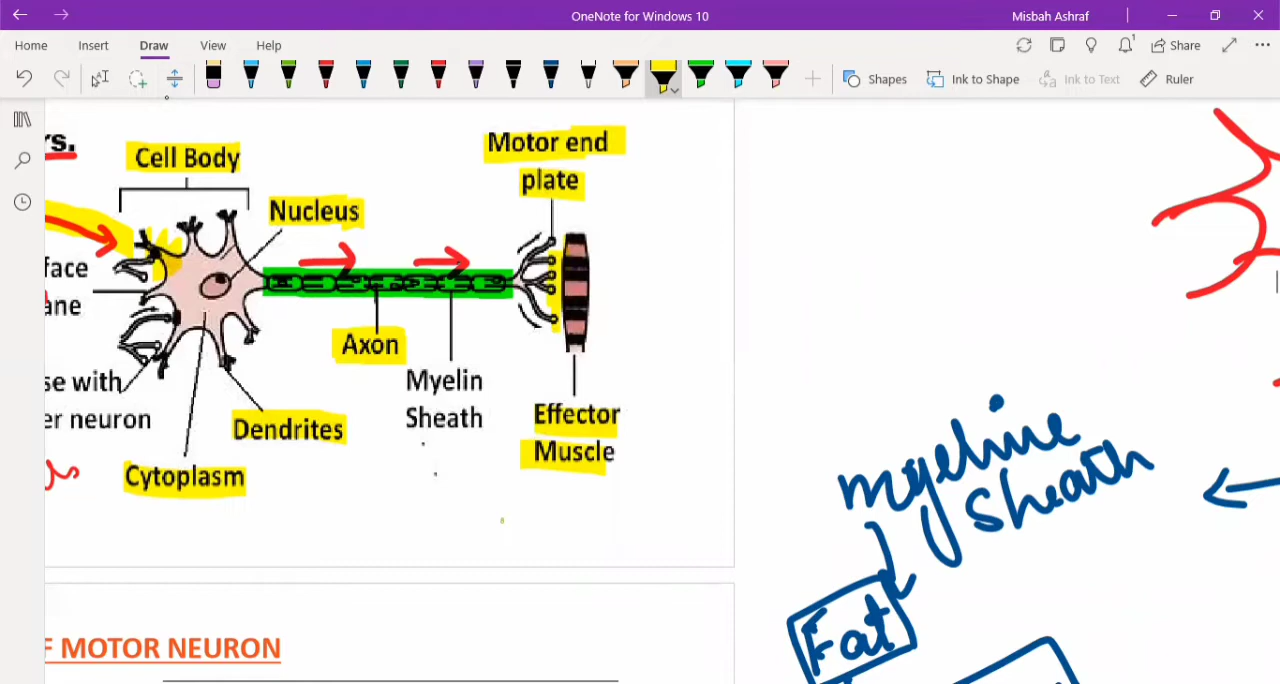 OneNote for Windows 10
Misbah Ashraf
Home Insert Draw View Help
Share
Shapes Ink to Shape Ink to Text Ruler
rs.
Cell Body
Motor end
plate
Nucleus
face
ane
Axon
Myelin
Sheath
se with
er neuron
Dendrites
Effector
Muscle
Cytoplasm
myeline
Sheath
Fat
F MOTOR NEURON